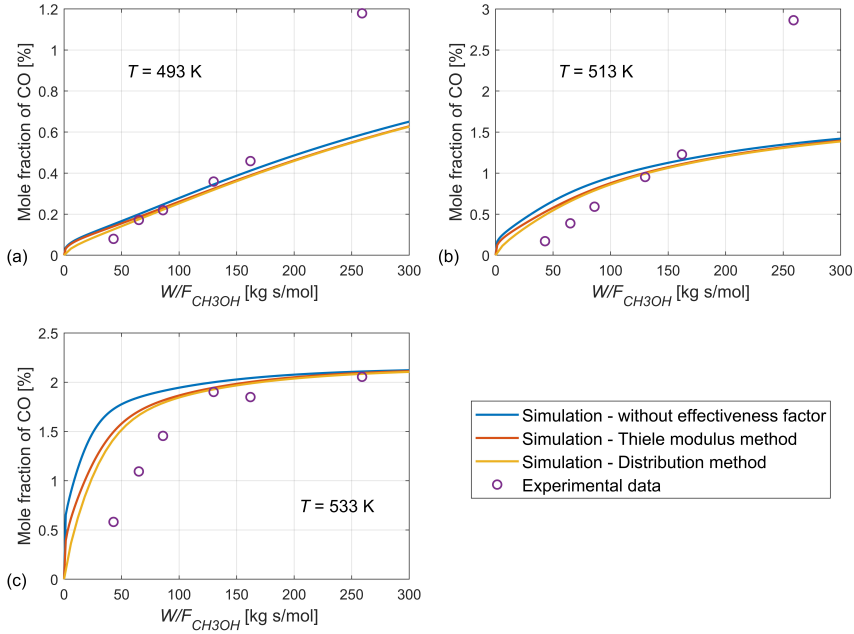 1.2
1
0.8
0.6
0.4
0.2
0
Mole fraction of CO [%]
T = 493 K
0 50 100 150 200 250 300
W/F_CH3OH [kg s/mol]
(a)
3
2.5
2
1.5
1
0.5
0
Mole fraction of CO [%]
T = 513 K
0 50 100 150 200 250 300
W/F_CH3OH [kg s/mol]
(b)
2.5
2
1.5
1
0.5
0
Mole fraction of CO [%]
T = 533 K
0 50 100 150 200 250 300
W/F_CH3OH [kg s/mol]
(c)
Simulation - without effectiveness factor
Simulation - Thiele modulus method
Simulation - Distribution method
Experimental data